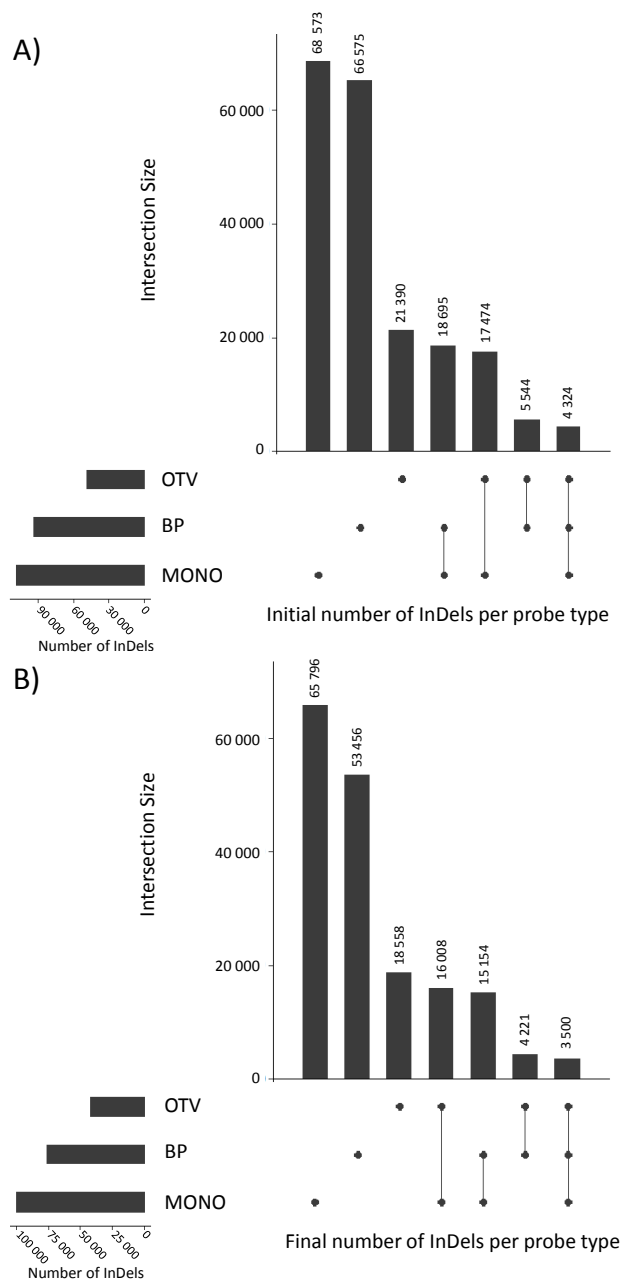 A)
Intersection Size
60 000
40 000
20 000
0
68 573
66 575
21 390
18 695
17 474
5 544
4 324
OTV
BP
MONO
90 000
60 000
30 000
0
Number of InDels
Initial number of InDels per probe type
B)
Intersection Size
60 000
40 000
20 000
0
65 796
53 456
18 558
16 008
15 154
4 221
3 500
OTV
BP
MONO
100 000
75 000
50 000
25 000
0
Number of InDels
Final number of InDels per probe type